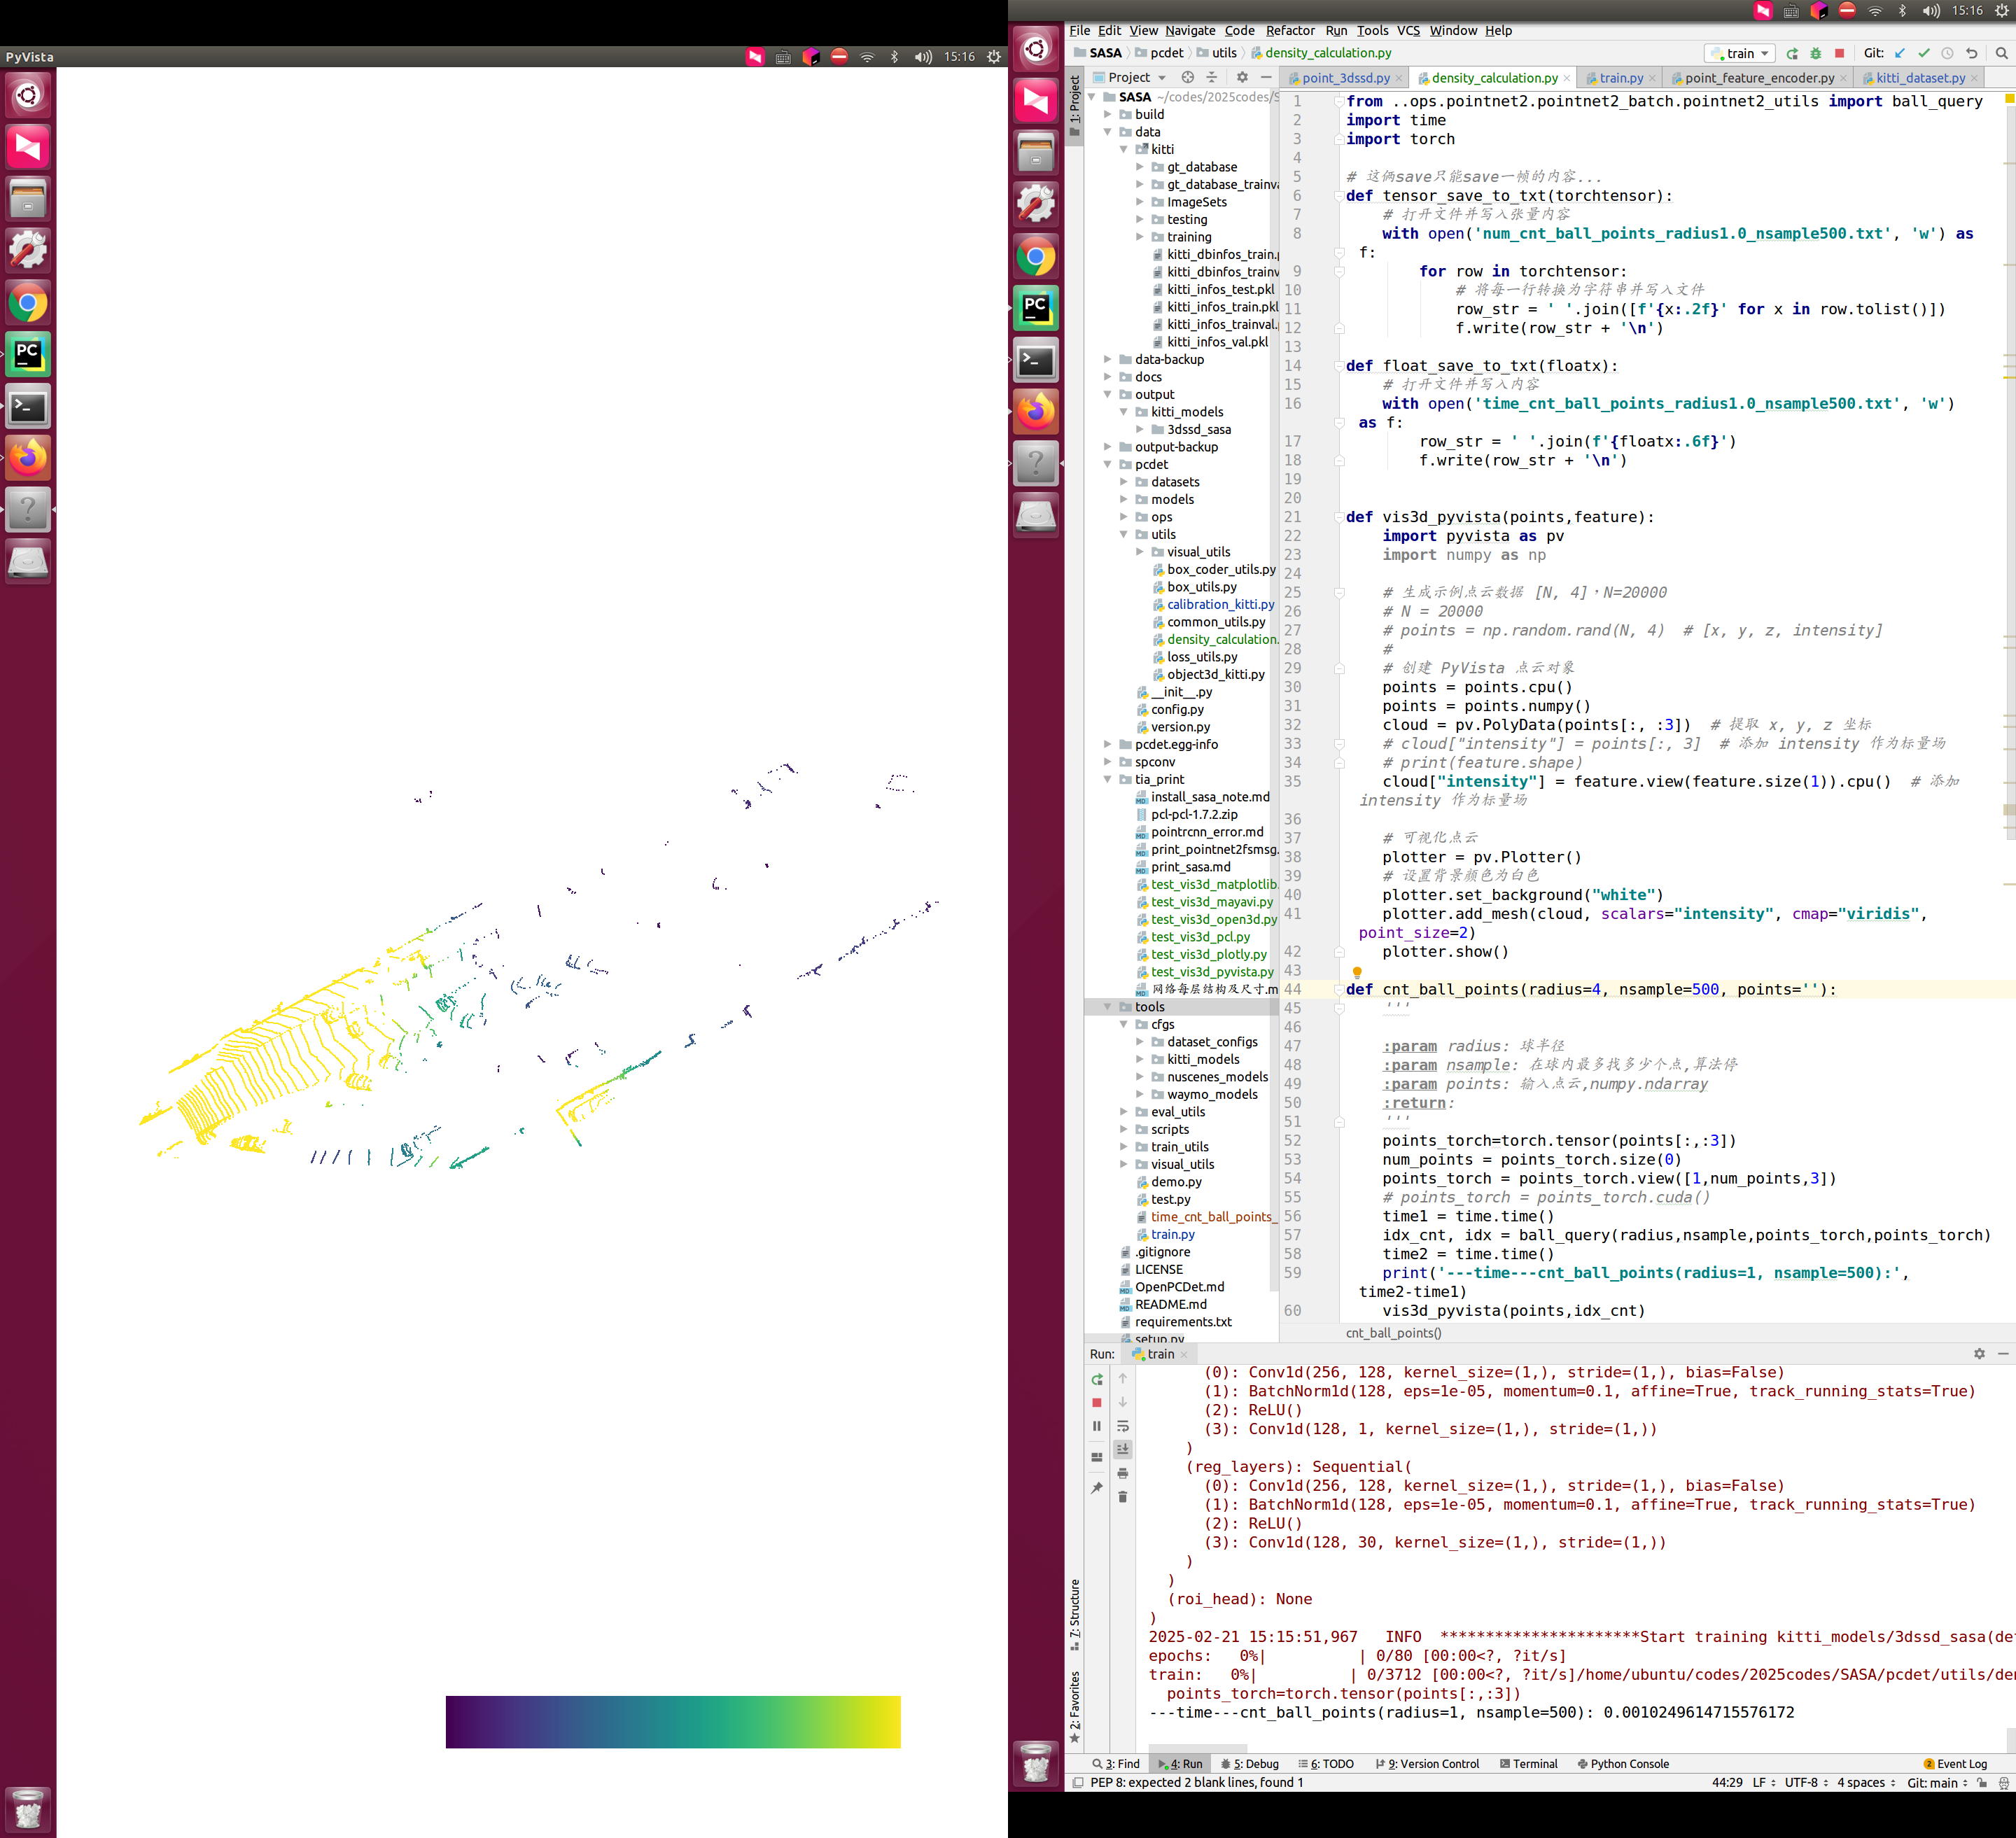 PyVista
15:16
15:16
File Edit View Navigate Code Refactor Run Tools VCS Window Help
SASA pcdet utils density_calculation.py
train
Git:
Project
point_3dssd.py
density_calculation.py
train.py
point_feature_encoder.py
kitti_dataset.py
1: Project
SASA ~/codes/2025codes/S
build
data
kitti
gt_database
gt_database_trainva
ImageSets
testing
training
kitti_dbinfos_train.p
kitti_dbinfos_trainv
kitti_infos_test.pkl
kitti_infos_train.pkl
kitti_infos_trainval.
kitti_infos_val.pkl
data-backup
docs
output
kitti_models
3dssd_sasa
output-backup
pcdet
datasets
models
ops
utils
visual_utils
box_coder_utils.py
box_utils.py
calibration_kitti.py
common_utils.py
density_calculation.
loss_utils.py
object3d_kitti.py
__init__.py
config.py
version.py
pcdet.egg-info
spconv
tia_print
install_sasa_note.md
pcl-pcl-1.7.2.zip
pointrcnn_error.md
print_pointnet2fsmsg.
print_sasa.md
test_vis3d_matplotlib.
test_vis3d_mayavi.py
test_vis3d_open3d.py
test_vis3d_pcl.py
test_vis3d_plotly.py
test_vis3d_pyvista.py
网络每层结构及尺寸.m
tools
cfgs
dataset_configs
kitti_models
nuscenes_models
waymo_models
eval_utils
scripts
train_utils
visual_utils
demo.py
test.py
time_cnt_ball_points_
train.py
.gitignore
LICENSE
OpenPCDet.md
README.md
requirements.txt
setup.py
1 from ..ops.pointnet2.pointnet2_batch.pointnet2_utils import ball_query
2 import time
3 import torch
4
5 # 这俩save只能save一帧的内容...
6 def tensor_save_to_txt(torchtensor):
7 # 打开文件并写入张量内容
8 with open('num_cnt_ball_points_radius1.0_nsample500.txt', 'w') as
f:
9 for row in torchtensor:
10 # 将每一行转换为字符串并写入文件
11 row_str = ' '.join([f'{x:.2f}' for x in row.tolist()])
12 f.write(row_str + '\n')
13
14 def float_save_to_txt(floatx):
15 # 打开文件并写入内容
16 with open('time_cnt_ball_points_radius1.0_nsample500.txt', 'w')
as f:
17 row_str = ' '.join(f'{floatx:.6f}')
18 f.write(row_str + '\n')
19
20
21 def vis3d_pyvista(points,feature):
22 import pyvista as pv
23 import numpy as np
24
25 # 生成示例点云数据 [N, 4]，N=20000
26 # N = 20000
27 # points = np.random.rand(N, 4) # [x, y, z, intensity]
28 #
29 # 创建 PyVista 点云对象
30 points = points.cpu()
31 points = points.numpy()
32 cloud = pv.PolyData(points[:, :3]) # 提取 x, y, z 坐标
33 # cloud["intensity"] = points[:, 3] # 添加 intensity 作为标量场
34 # print(feature.shape)
35 cloud["intensity"] = feature.view(feature.size(1)).cpu() # 添加
intensity 作为标量场
36
37 # 可视化点云
38 plotter = pv.Plotter()
39 # 设置背景颜色为白色
40 plotter.set_background("white")
41 plotter.add_mesh(cloud, scalars="intensity", cmap="viridis",
point_size=2)
42 plotter.show()
43
44 def cnt_ball_points(radius=4, nsample=500, points=''):
45 '''
46
47 :param radius: 球半径
48 :param nsample: 在球内最多找多少个点,算法停
49 :param points: 输入点云,numpy.ndarray
50 :return:
51 '''
52 points_torch=torch.tensor(points[:,:3])
53 num_points = points_torch.size(0)
54 points_torch = points_torch.view([1,num_points,3])
55 # points_torch = points_torch.cuda()
56 time1 = time.time()
57 idx_cnt, idx = ball_query(radius,nsample,points_torch,points_torch)
58 time2 = time.time()
59 print('---time---cnt_ball_points(radius=1, nsample=500):',
time2-time1)
60 vis3d_pyvista(points,idx_cnt)
cnt_ball_points()
Run: train
(0): Conv1d(256, 128, kernel_size=(1,), stride=(1,), bias=False)
(1): BatchNorm1d(128, eps=1e-05, momentum=0.1, affine=True, track_running_stats=True)
(2): ReLU()
(3): Conv1d(128, 1, kernel_size=(1,), stride=(1,))
)
(reg_layers): Sequential(
(0): Conv1d(256, 128, kernel_size=(1,), stride=(1,), bias=False)
(1): BatchNorm1d(128, eps=1e-05, momentum=0.1, affine=True, track_running_stats=True)
(2): ReLU()
(3): Conv1d(128, 30, kernel_size=(1,), stride=(1,))
)
)
(roi_head): None
)
2025-02-21 15:15:51,967 INFO **********************Start training kitti_models/3dssd_sasa(de
epochs: 0%| | 0/80 [00:00<?, ?it/s]
train: 0%| | 0/3712 [00:00<?, ?it/s]/home/ubuntu/codes/2025codes/SASA/pcdet/utils/de
points_torch=torch.tensor(points[:,:3])
---time---cnt_ball_points(radius=1, nsample=500): 0.0010249614715576172
7: Structure
2: Favorites
3: Find 4: Run 5: Debug 6: TODO 9: Version Control Terminal Python Console
2 Event Log
PEP 8: expected 2 blank lines, found 1
44:29 LF UTF-8 4 spaces Git: main